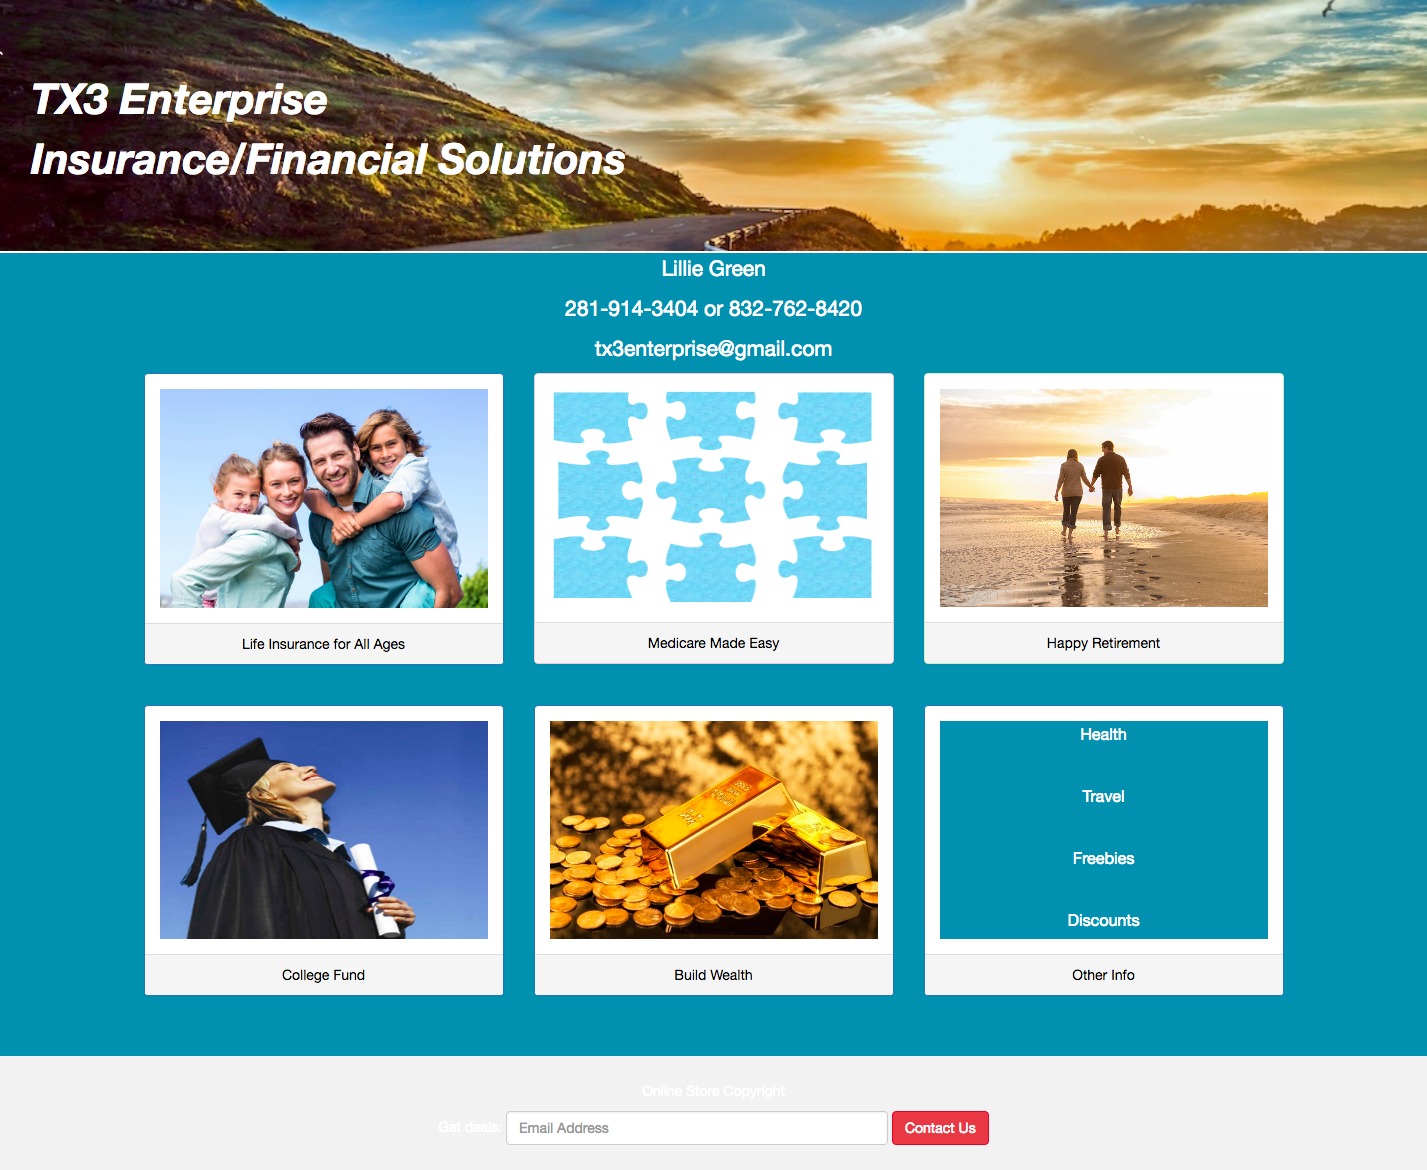 TX3 Enterprise
Insurance/Financial Solutions
Lillie Green
281-914-3404 or 832-762-8420
tx3enterprise@gmail.com
Life Insurance for All Ages
Medicare Made Easy
Happy Retirement
College Fund
Build Wealth
Health
Travel
Freebies
Discounts
Other Info
Online Store Copyright
Get deals: Email Address Contact Us